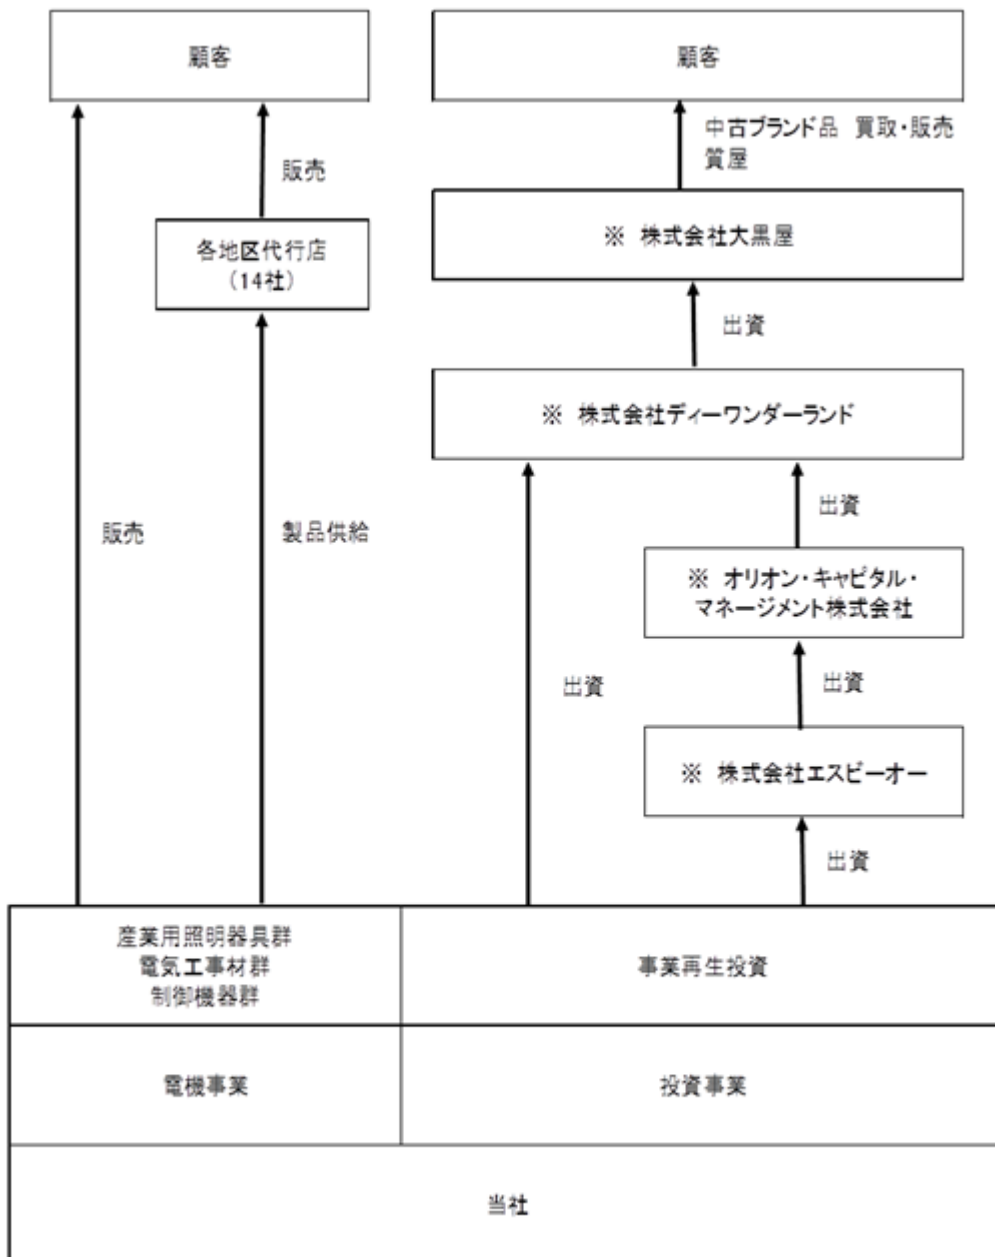 顧客
顧客
中古ブランド品　買取・販売
質屋
販売
※　株式会社大黒屋
各地区代行店
（14社）
出資
※　株式会社ディーワンダーランド
販売
製品供給
出資
※　オリオン・キャピタル・
マネージメント株式会社
出資
出資
※　株式会社エスビーオー
出資
産業用照明器具群
電気工事材群
制御機器群
事業再生投資
電機事業
投資事業
当社